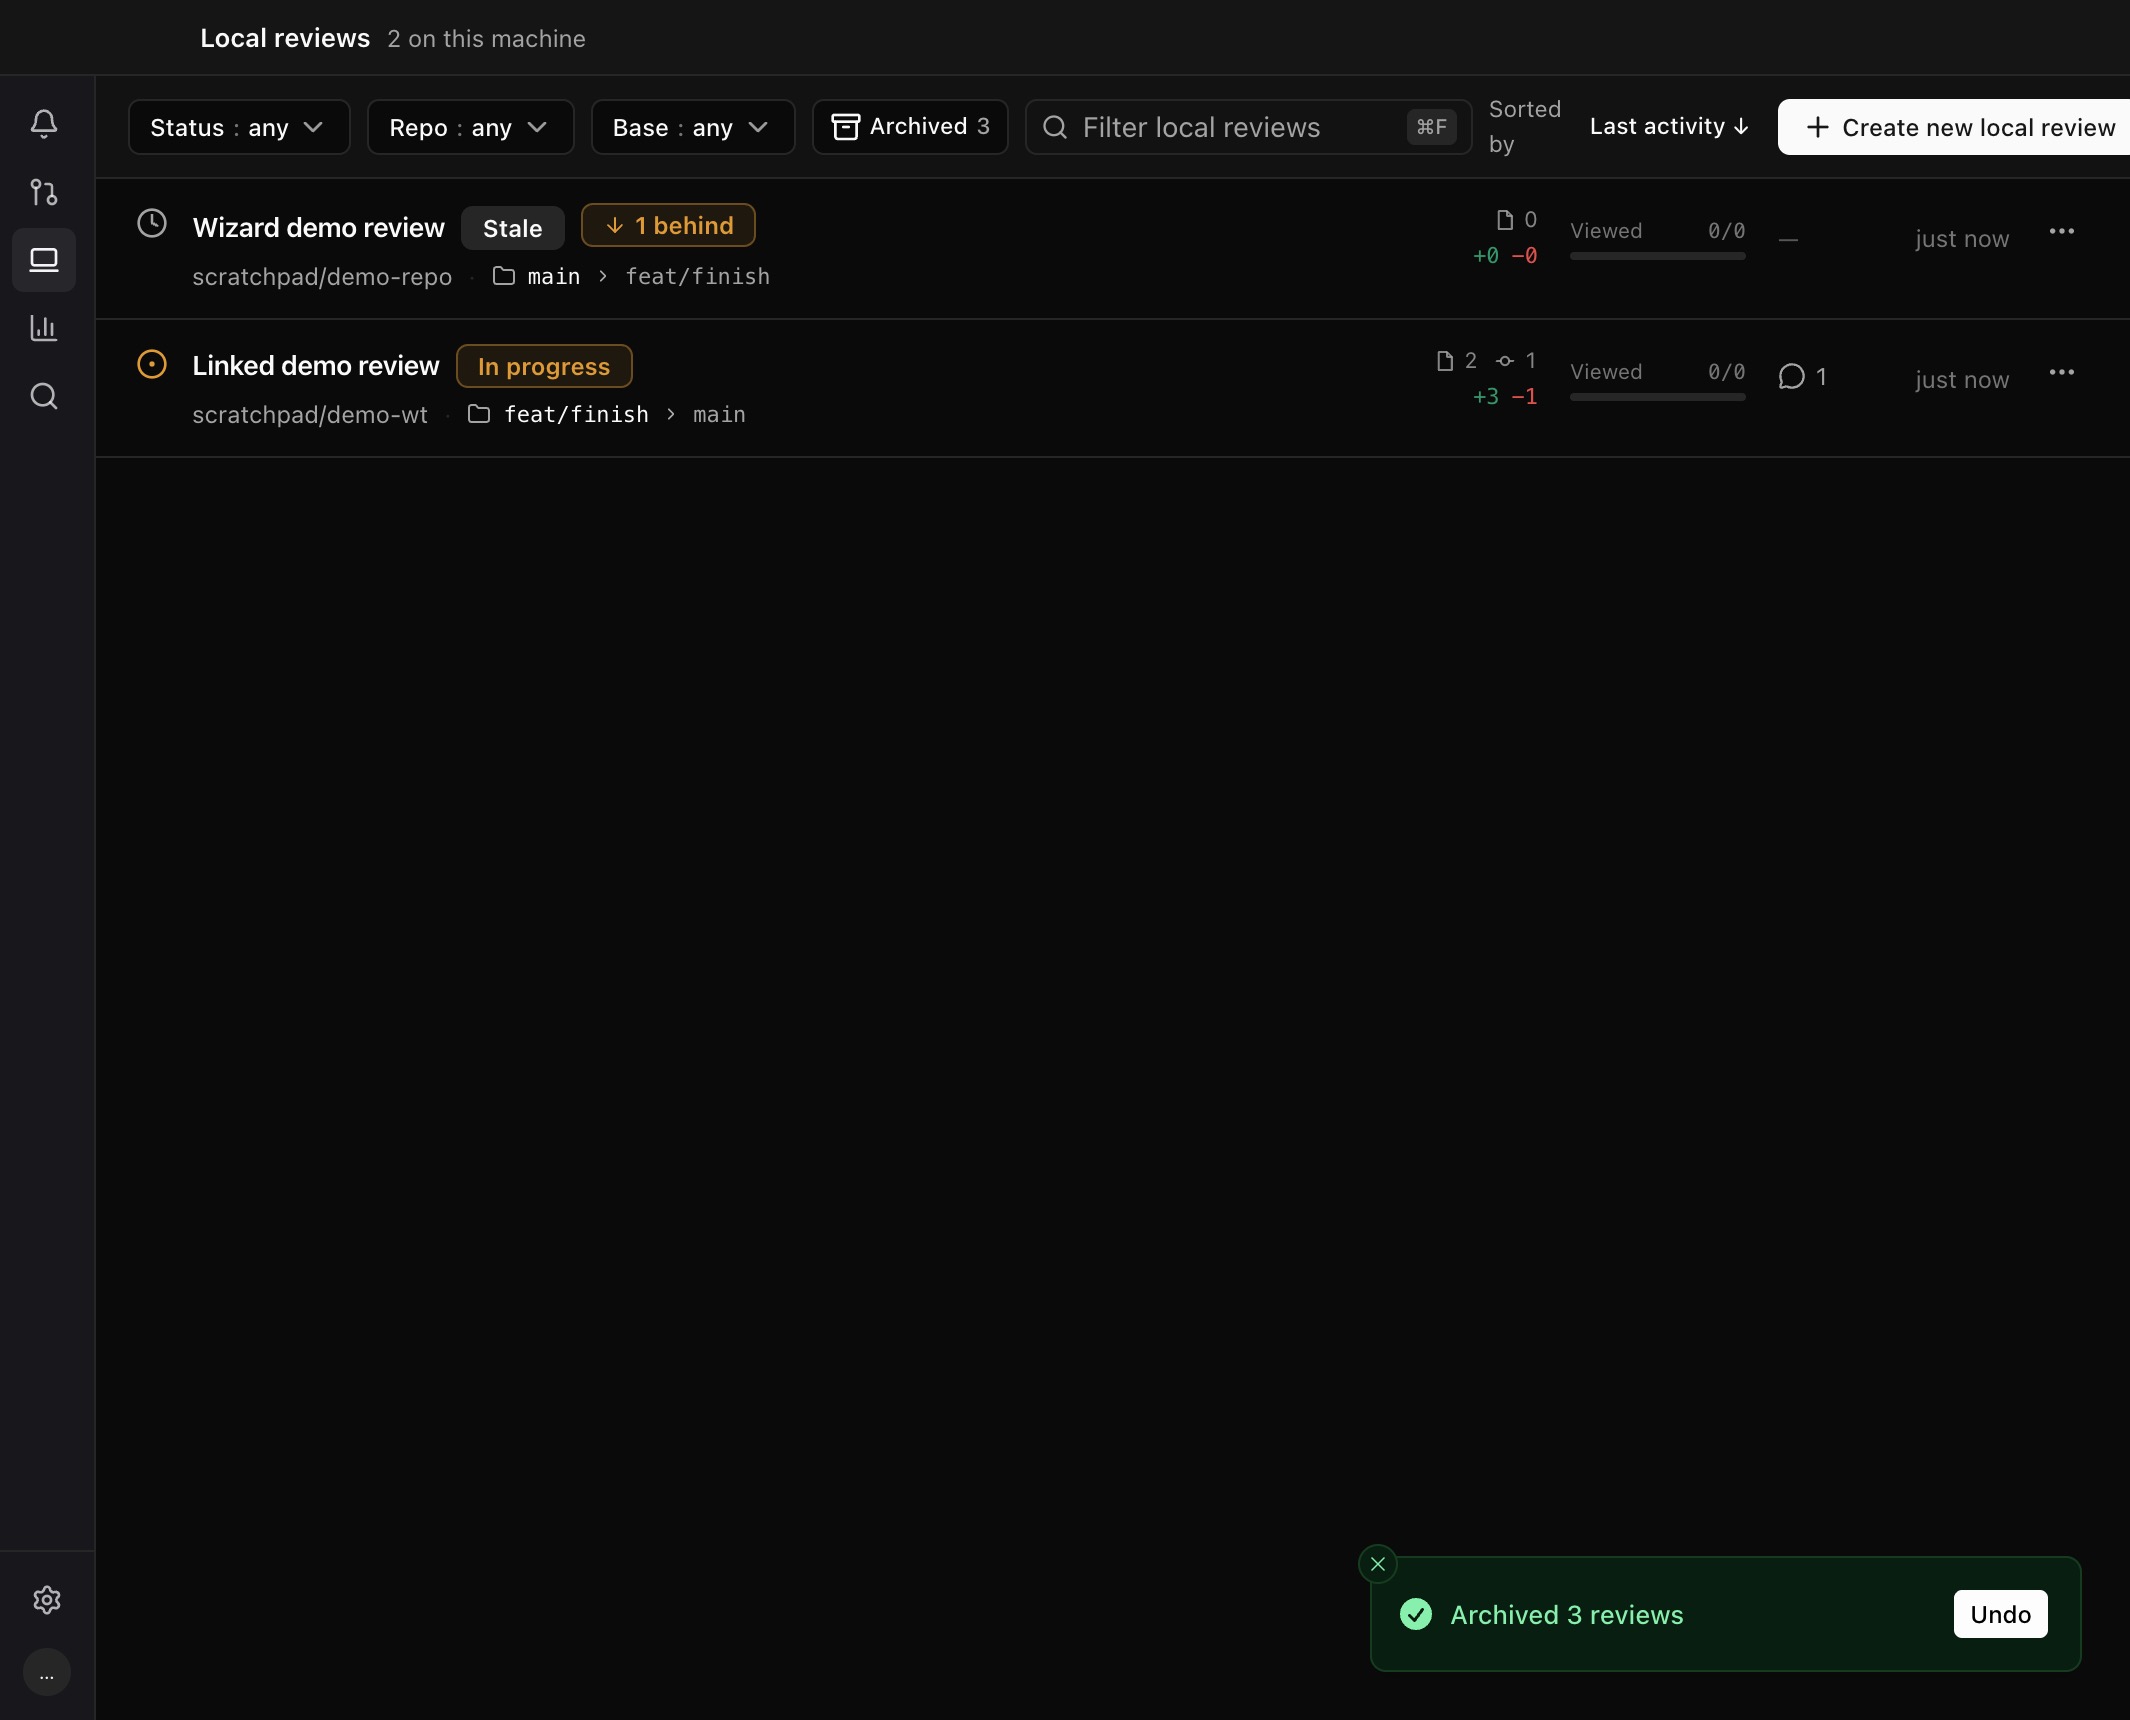 Local reviews 2 on this machine
Status : any
Repo : any
Base : any
Archived 3
Filter local reviews ⌘F
Sorted by
Last activity ↓
+ Create new local review
Wizard demo review Stale ↓ 1 behind
scratchpad/demo-repo · main > feat/finish
0
+0 −0
Viewed 0/0
—
just now
...
Linked demo review In progress
scratchpad/demo-wt · feat/finish > main
2 1
+3 −1
Viewed 0/0
1
just now
...
Archived 3 reviews
Undo
...